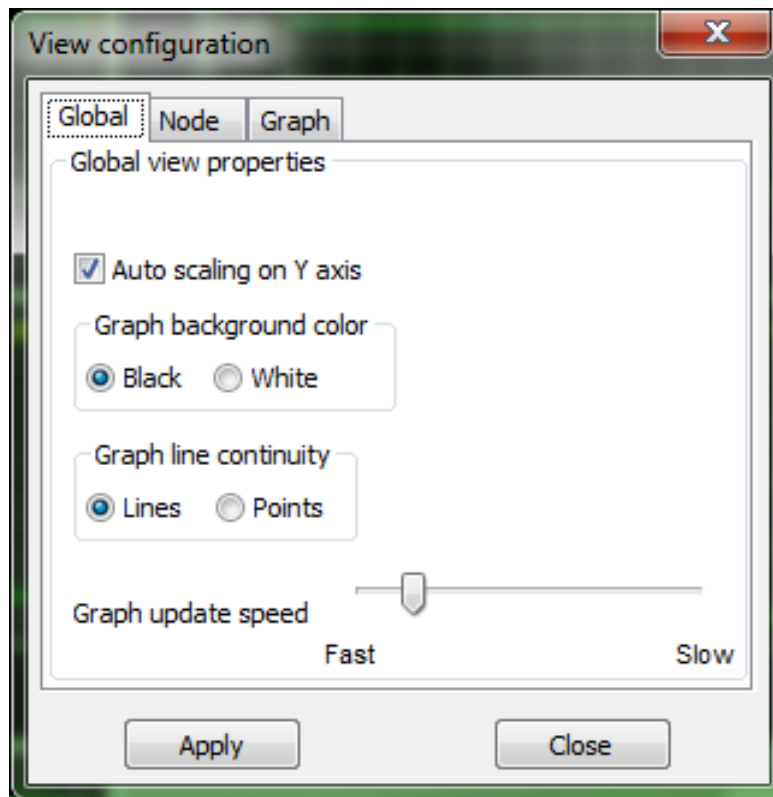 View configuration
Global Node Graph
Global view properties
Auto scaling on Y axis
Graph background color
Black White
Graph line continuity
Lines Points
Graph update speed
Fast Slow
Apply Close